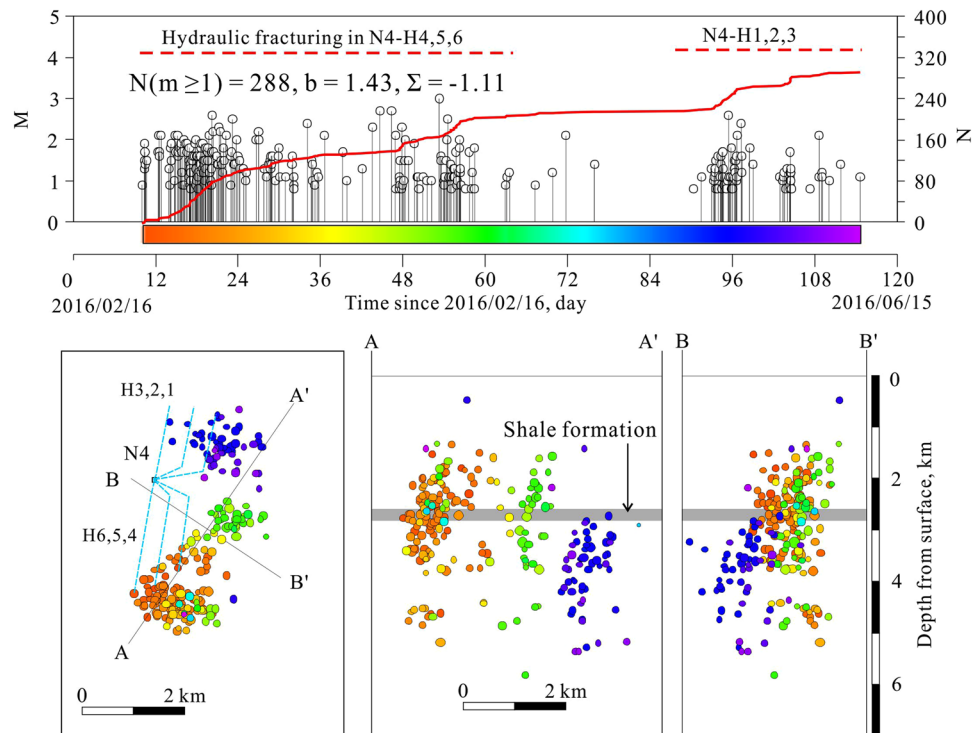 5
4
3
2
1
0
M
Hydraulic fracturing in N4-H4,5,6
N4-H1,2,3
N(m ≥1) = 288, b = 1.43, Σ = -1.11
400
320
240
160
80
0
N
0 12 24 36 48 60 72 84 96 108 120
2016/02/16 Time since 2016/02/16, day 2016/06/15
H3,2,1
A'
N4
B
H6,5,4
B'
A
0 2 km
A A'
Shale formation
0 2 km
B B'
0
2
4
6
Depth from surface, km